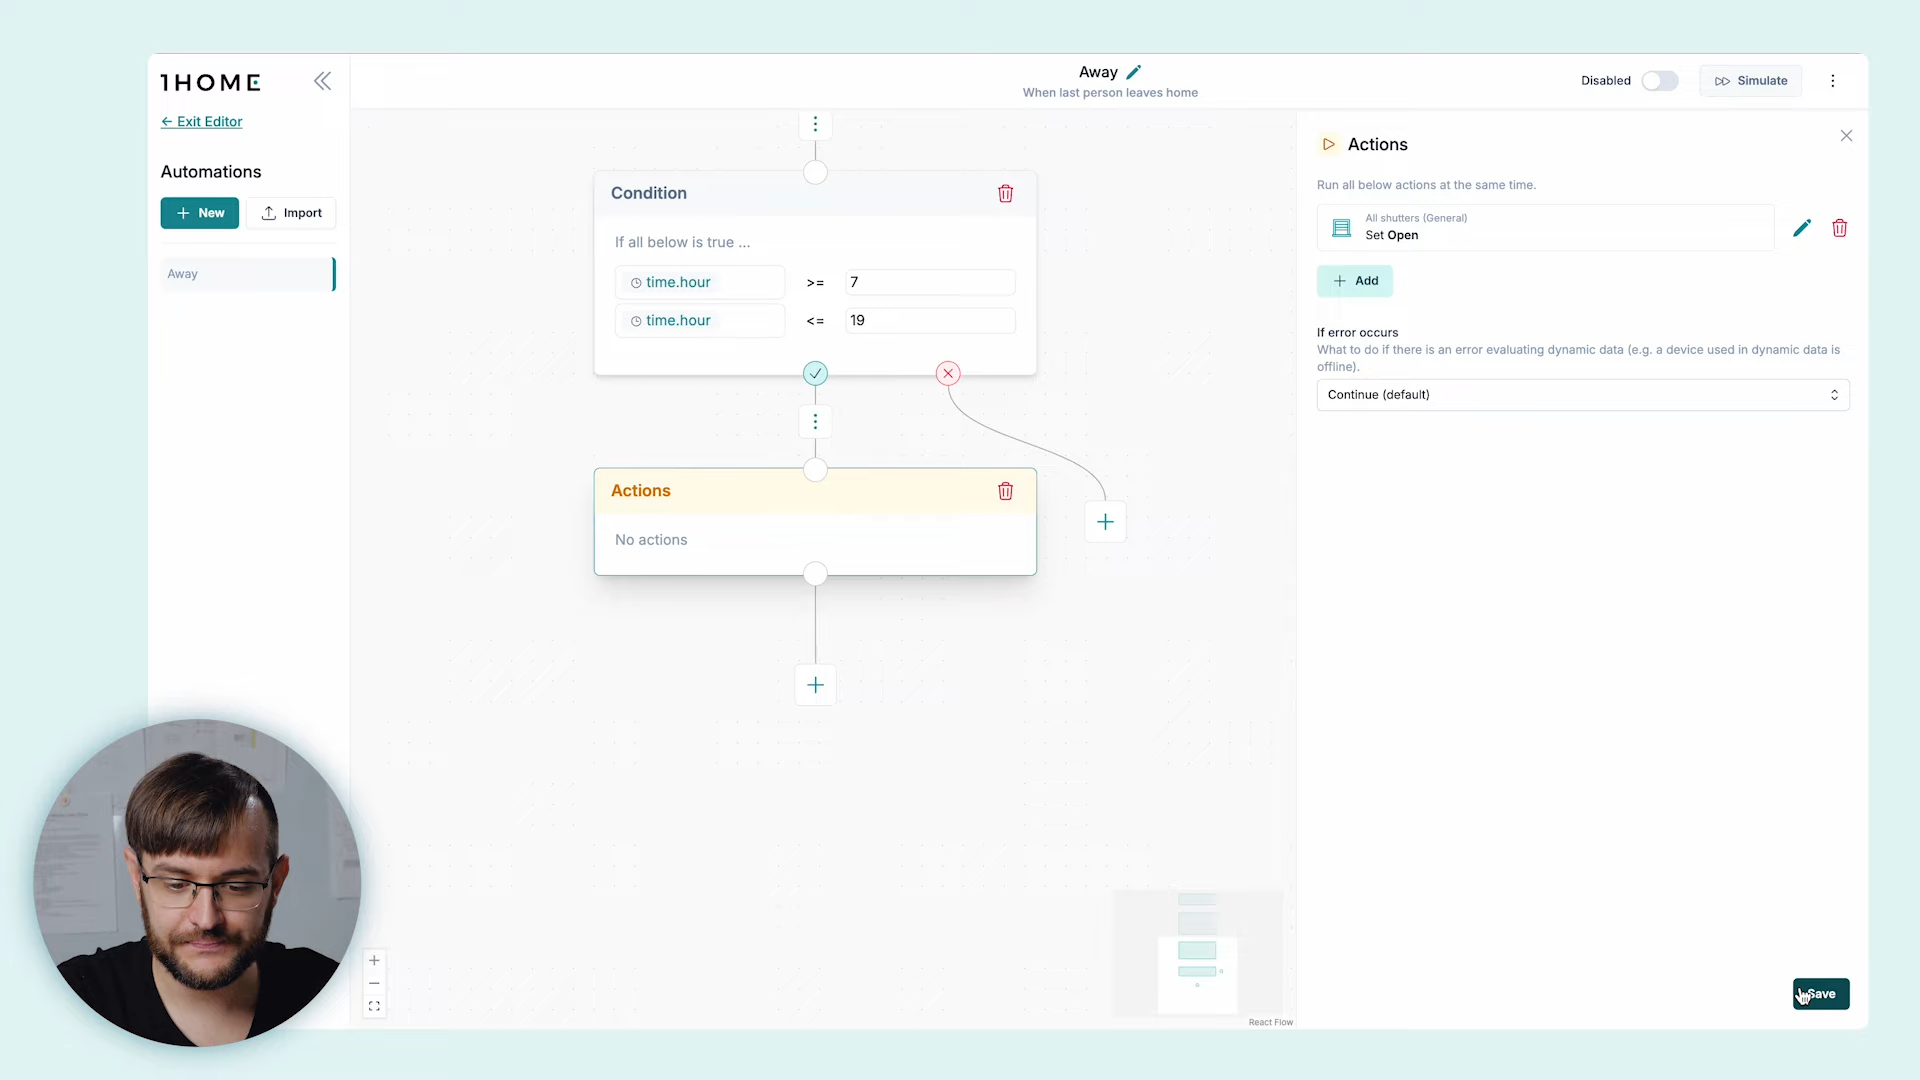 1HOME
← Exit Editor
Automations
New
Import
Away
Away
When last person leaves home
Disabled
Simulate
Condition
If all below is true ...
time.hour >= 7
time.hour <= 19
Actions
No actions
React Flow
Actions
Run all below actions at the same time.
All shutters (General)
Set Open
Add
If error occurs
What to do if there is an error evaluating dynamic data (e.g. a device used in dynamic data is
offline).
Continue (default)
Save